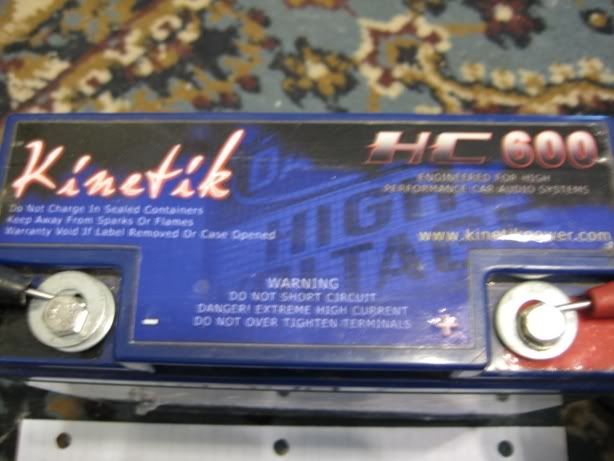 Kinetik
HC 600
ENGINEERED FOR HIGH
PERFORMANCE CAR AUDIO SYSTEMS
Do Not Charge In Sealed Containers
Keep Away From Sparks Or Flames
Warranty Void If Label Removed Or Case Opened
www.kinetikpower.com
WARNING
DO NOT SHORT CIRCUIT
DANGER! EXTREME HIGH CURRENT
DO NOT OVER TIGHTEN TERMINALS
- +